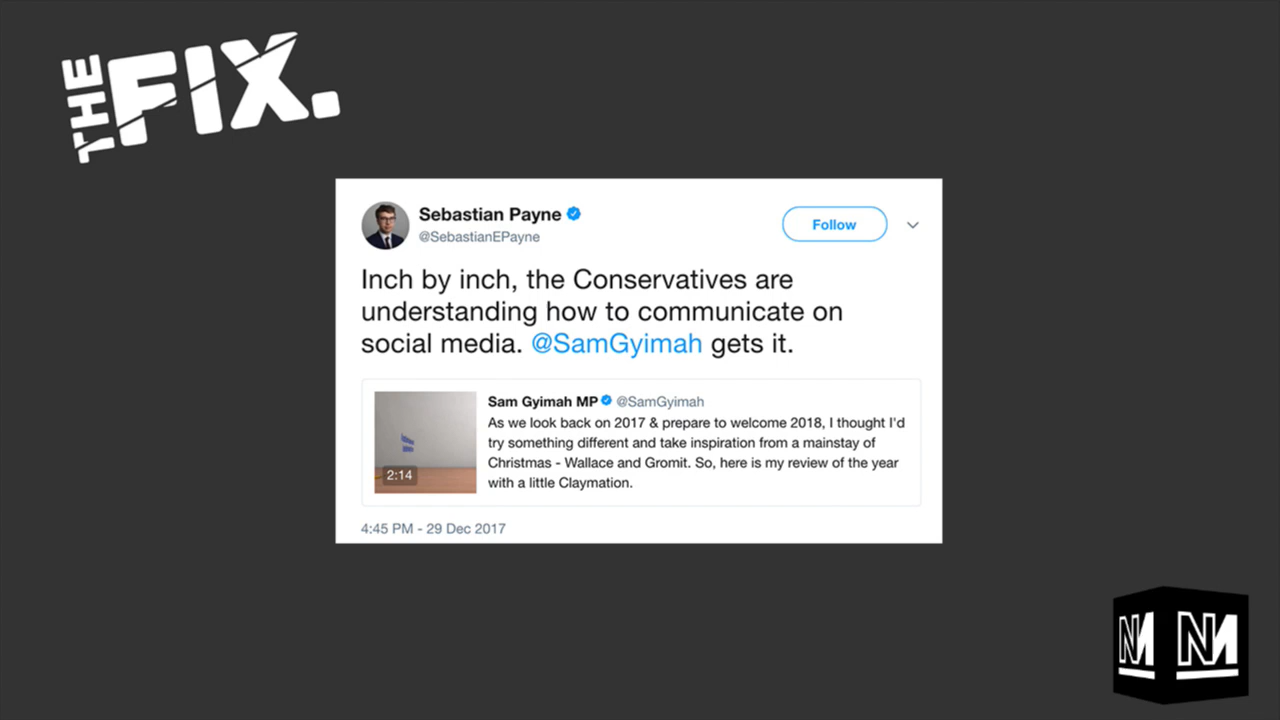 THE FIX.
Sebastian Payne
@SebastianEPayne
Follow
Inch by inch, the Conservatives are
understanding how to communicate on
social media. @SamGyimah gets it.
Sam Gyimah MP @SamGyimah
As we look back on 2017 & prepare to welcome 2018, I thought I'd
try something different and take inspiration from a mainstay of
Christmas - Wallace and Gromit. So, here is my review of the year
with a little Claymation.
2:14
4:45 PM - 29 Dec 2017
NM NM